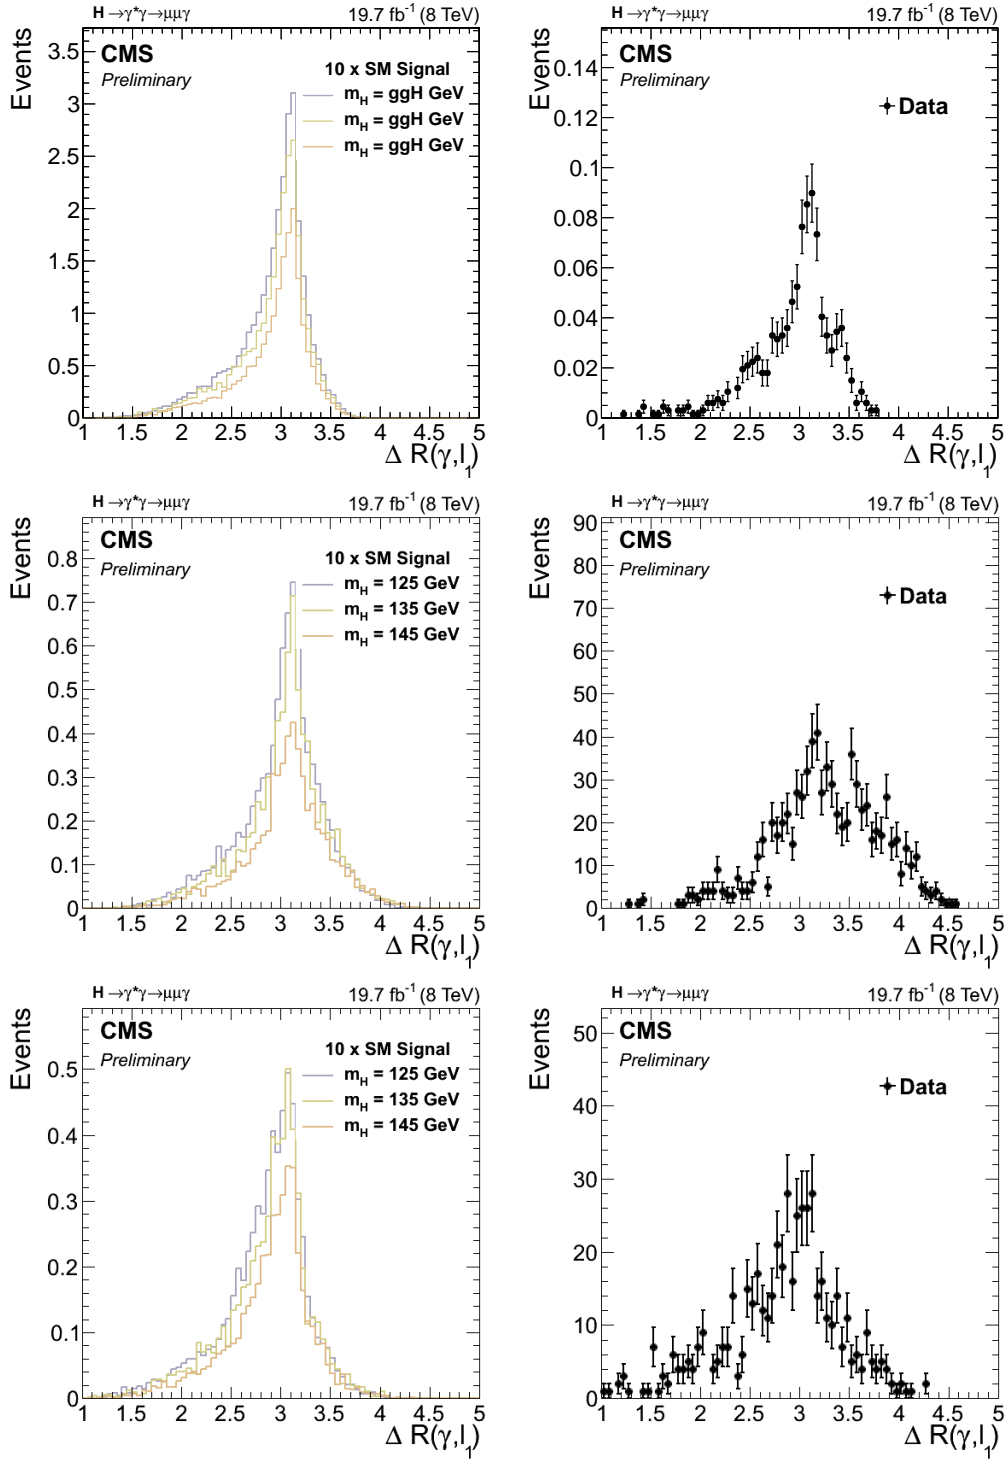 H→γ*γ→μμγ 19.7 fb⁻¹ (8 TeV)
Events
CMS
Preliminary
10 x SM Signal
m_H = ggH GeV
m_H = ggH GeV
m_H = ggH GeV
3.5
3
2.5
2
1.5
1
0.5
0
1 1.5 2 2.5 3 3.5 4 4.5 5
Δ R(γ,l₁)
H→γ*γ→μμγ 19.7 fb⁻¹ (8 TeV)
Events
CMS
Preliminary
Data
0.14
0.12
0.1
0.08
0.06
0.04
0.02
0
1 1.5 2 2.5 3 3.5 4 4.5 5
Δ R(γ,l₁)
H→γ*γ→μμγ 19.7 fb⁻¹ (8 TeV)
Events
CMS
Preliminary
10 x SM Signal
m_H = 125 GeV
m_H = 135 GeV
m_H = 145 GeV
0.8
0.7
0.6
0.5
0.4
0.3
0.2
0.1
0
1 1.5 2 2.5 3 3.5 4 4.5 5
Δ R(γ,l₁)
H→γ*γ→μμγ 19.7 fb⁻¹ (8 TeV)
Events
CMS
Preliminary
Data
90
80
70
60
50
40
30
20
10
0
1 1.5 2 2.5 3 3.5 4 4.5 5
Δ R(γ,l₁)
H→γ*γ→μμγ 19.7 fb⁻¹ (8 TeV)
Events
CMS
Preliminary
10 x SM Signal
m_H = 125 GeV
m_H = 135 GeV
m_H = 145 GeV
0.5
0.4
0.3
0.2
0.1
0
1 1.5 2 2.5 3 3.5 4 4.5 5
Δ R(γ,l₁)
H→γ*γ→μμγ 19.7 fb⁻¹ (8 TeV)
Events
CMS
Preliminary
Data
50
40
30
20
10
0
1 1.5 2 2.5 3 3.5 4 4.5 5
Δ R(γ,l₁)